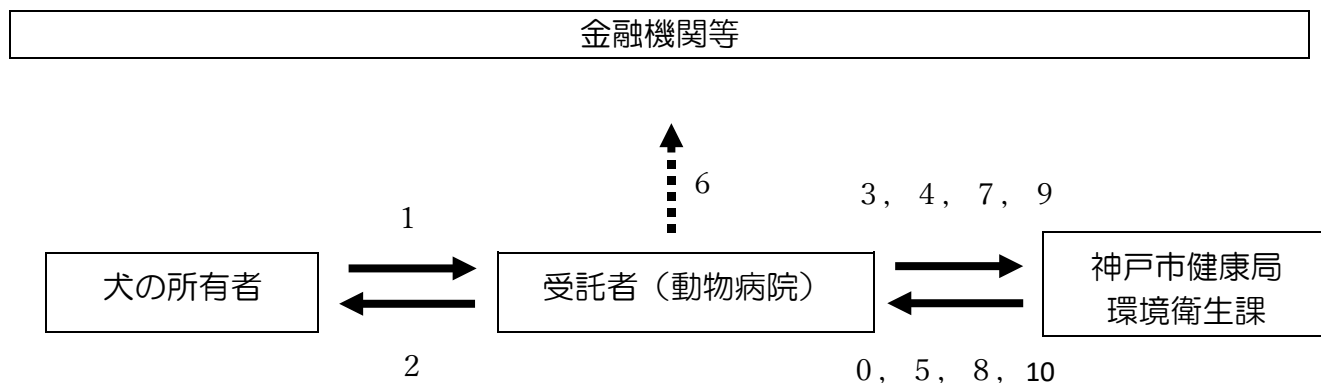 金融機関等
6
3, 4, 7, 9
1
犬の所有者
受託者（動物病院）
神戸市健康局
環境衛生課
2
0, 5, 8, 10